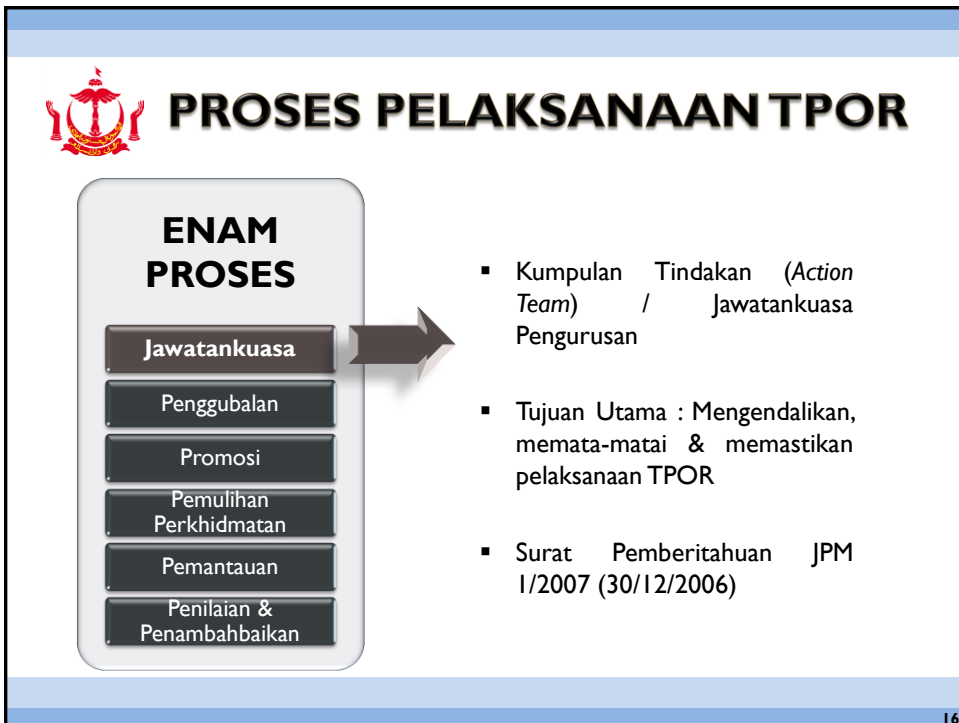 PROSES PELAKSANAAN TPOR
ENAM
PROSES
Jawatankuasa
Penggubalan
Promosi
Pemulihan
Perkhidmatan
Pemantauan
Penilaian &
Penambahbaikan
▪ Kumpulan Tindakan (Action
Team) / Jawatankuasa
Pengurusan
▪ Tujuan Utama : Mengendalikan,
memata-matai & memastikan
pelaksanaan TPOR
▪ Surat Pemberitahuan JPM
1/2007 (30/12/2006)
16